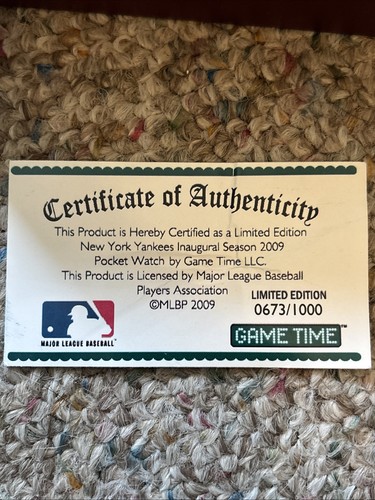 Certificate of Authenticity
This Product is Hereby Certified as a Limited Edition
New York Yankees Inaugural Season 2009
Pocket Watch by Game Time LLC.
This Product is Licensed by Major League Baseball
Players Association
©MLBP 2009
LIMITED EDITION
0673/1000
MAJOR LEAGUE BASEBALL
GAME TIME™